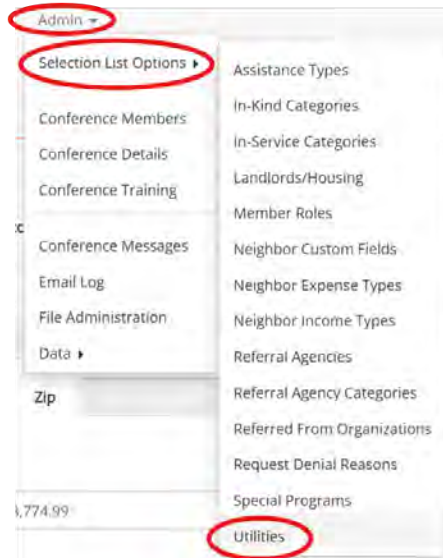 Admin
Selection List Options
Conference Members
Conference Details
Conference Training
Conference Messages
Email Log
File Administration
Data
Zip
,774.99
Assistance Types
In-Kind Categories
In-Service Categories
Landlords/Housing
Member Roles
Neighbor Custom Fields
Neighbor Expense Types
Neighbor Income Types
Referral Agencies
Referral Agency Categories
Referred From Organizations
Request Denial Reasons
Special Programs
Utilities